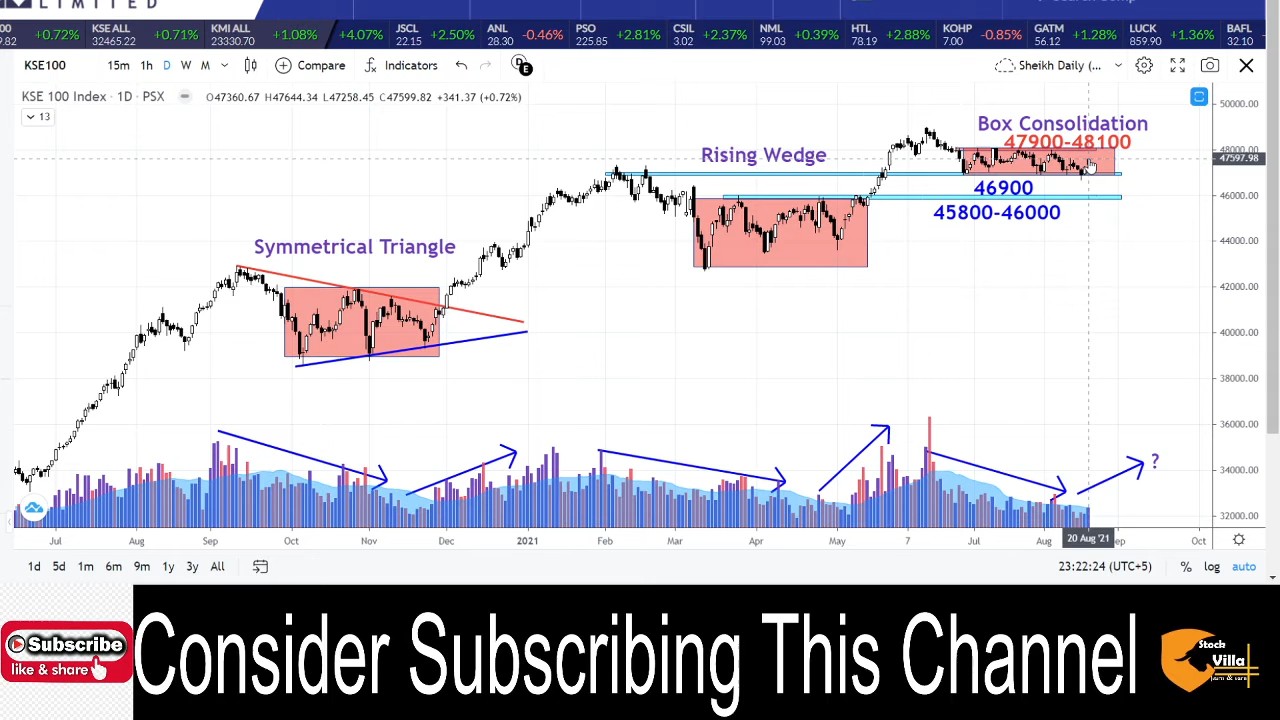 LIMITED
00 +0.72% KSE ALL +0.71% KMI ALL +1.08% +4.07% JSCL +2.50% ANL -0.46% PSO +2.81% CSIL +2.37% NML +0.39% HTL +2.88% KOHP -0.85% GATM +1.28% LUCK +1.36% BAFL
9.82 32465.22 23330.70 22.15 28.30 225.85 3.02 99.03 78.19 7.00 56.12 859.90 32.10
KSE100 15m 1h D W M Compare Indicators D E Sheikh Daily (...
KSE 100 Index · 1D · PSX O47360.67 H47644.34 L47258.45 C47599.82 +341.37 (+0.72%)
13
50000.00
Box Consolidation
47900-48100
48000.00
Rising Wedge
47597.98
46900
46000.00
45800-46000
44000.00
Symmetrical Triangle
42000.00
40000.00
38000.00
36000.00
34000.00
?
32000.00
Jul Aug Sep Oct Nov Dec 2021 Feb Mar Apr May 7 Jul Aug 20 Aug '21 ep Oct
1d 5d 1m 6m 9m 1y 3y All 23:22:24 (UTC+5) % log auto
Subscribe
like & share
Consider Subscribing This Channel
Stock
Villa